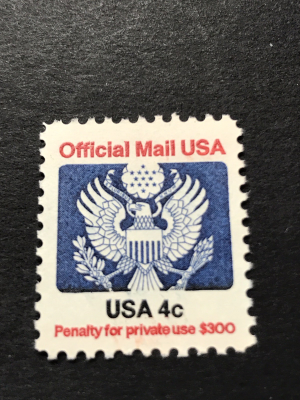 Official Mail USA
USA 4c
Penalty for private use $300